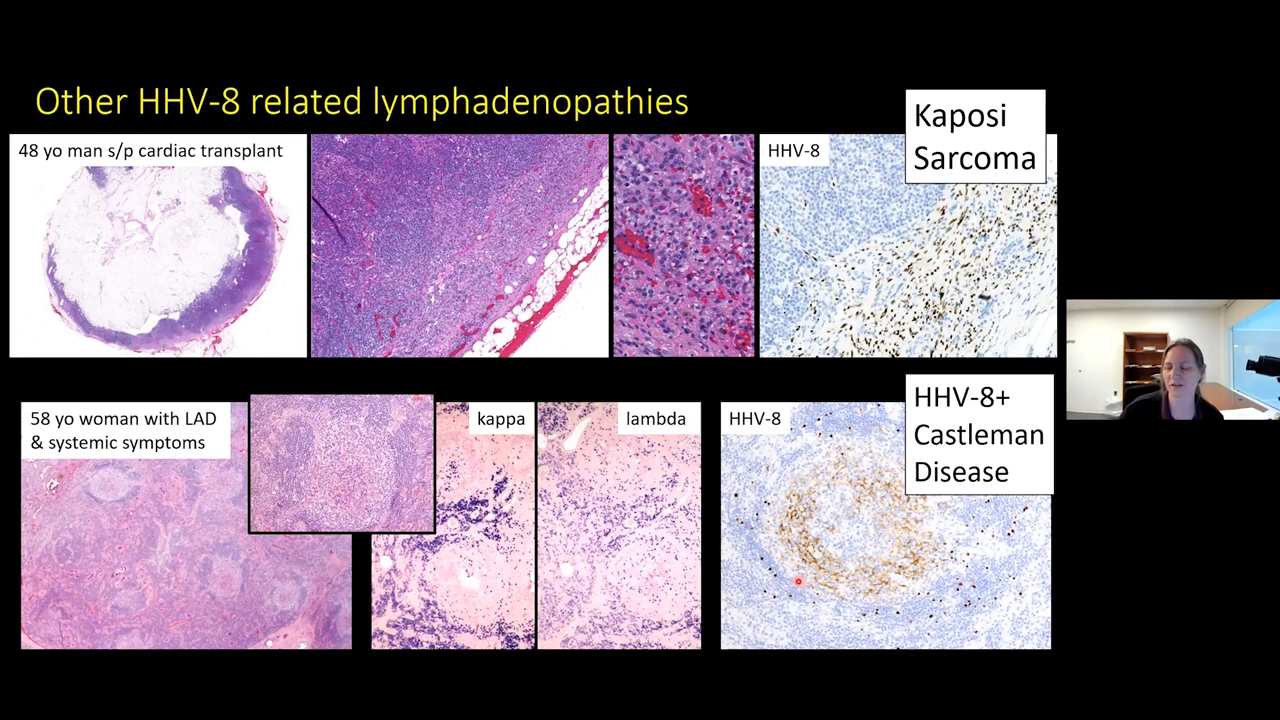 Other HHV-8 related lymphadenopathies
48 yo man s/p cardiac transplant
HHV-8
Kaposi
Sarcoma
58 yo woman with LAD
& systemic symptoms
kappa
lambda
HHV-8
HHV-8+
Castleman
Disease